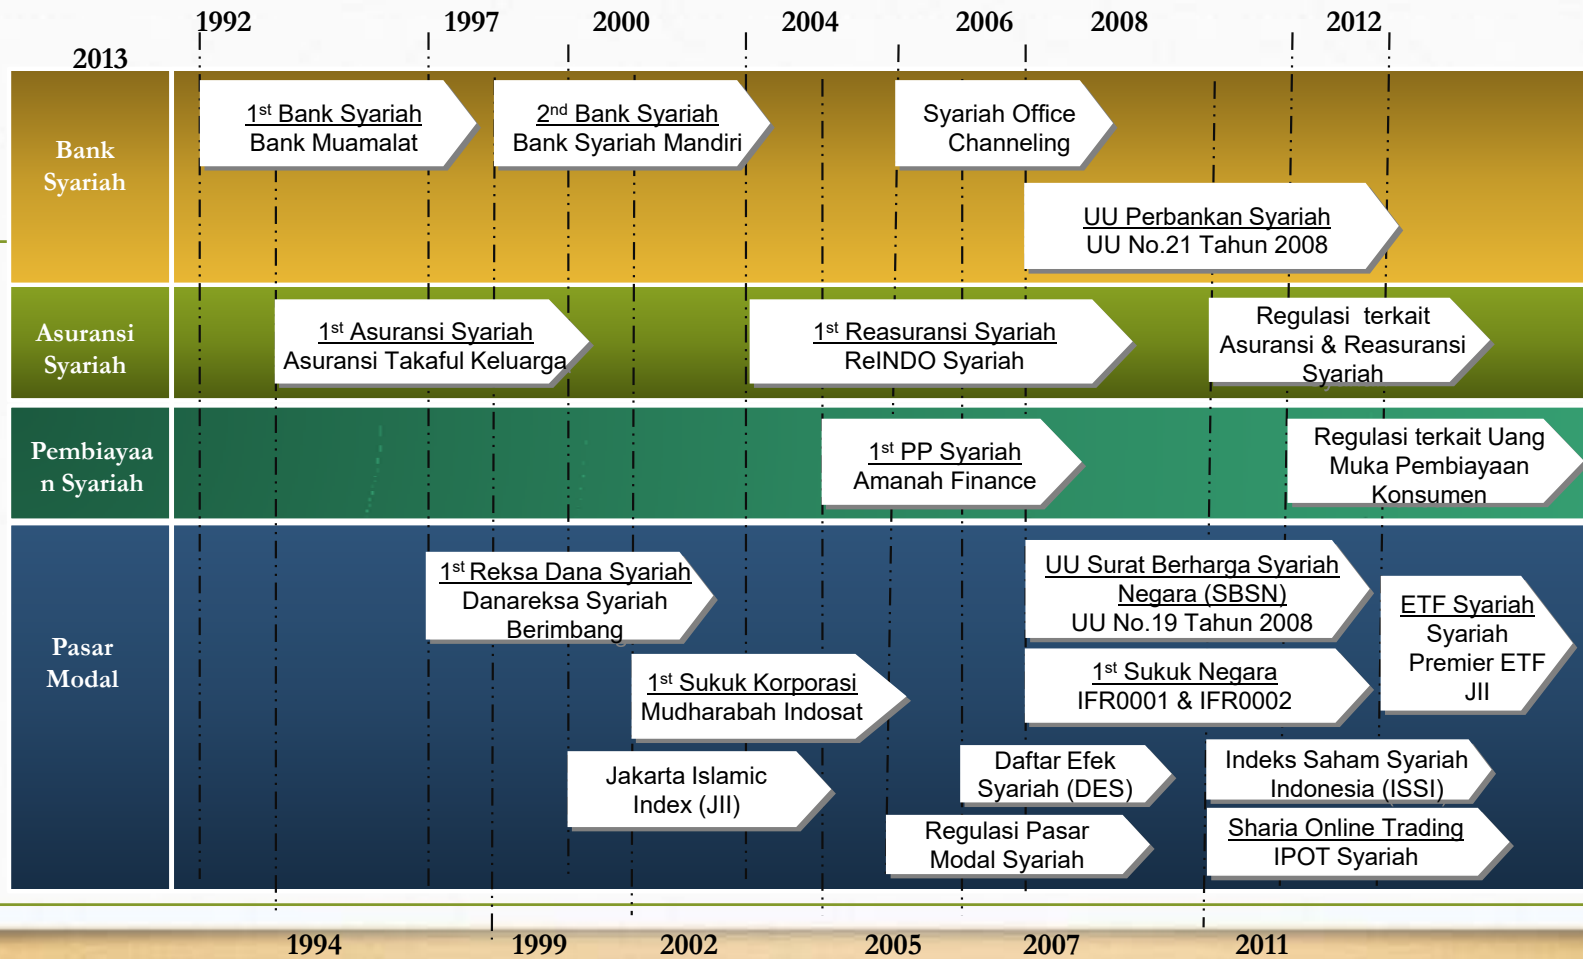 1992 1997 2000 2004 2006 2008 2012
2013
Bank
Syariah
1st Bank Syariah
Bank Muamalat
2nd Bank Syariah
Bank Syariah Mandiri
Syariah Office
Channeling
UU Perbankan Syariah
UU No.21 Tahun 2008
Asuransi
Syariah
1st Asuransi Syariah
Asuransi Takaful Keluarga
1st Reasuransi Syariah
ReINDO Syariah
Regulasi terkait
Asuransi & Reasuransi
Syariah
Pembiayaa
n Syariah
1st PP Syariah
Amanah Finance
Regulasi terkait Uang
Muka Pembiayaan
Konsumen
Pasar
Modal
1st Reksa Dana Syariah
Danareksa Syariah
Berimbang
UU Surat Berharga Syariah
Negara (SBSN)
UU No.19 Tahun 2008
ETF Syariah
Syariah
Premier ETF
JII
1st Sukuk Korporasi
Mudharabah Indosat
1st Sukuk Negara
IFR0001 & IFR0002
Jakarta Islamic
Index (JII)
Daftar Efek
Syariah (DES)
Indeks Saham Syariah
Indonesia (ISSI)
Regulasi Pasar
Modal Syariah
Sharia Online Trading
IPOT Syariah
1994 1999 2002 2005 2007 2011